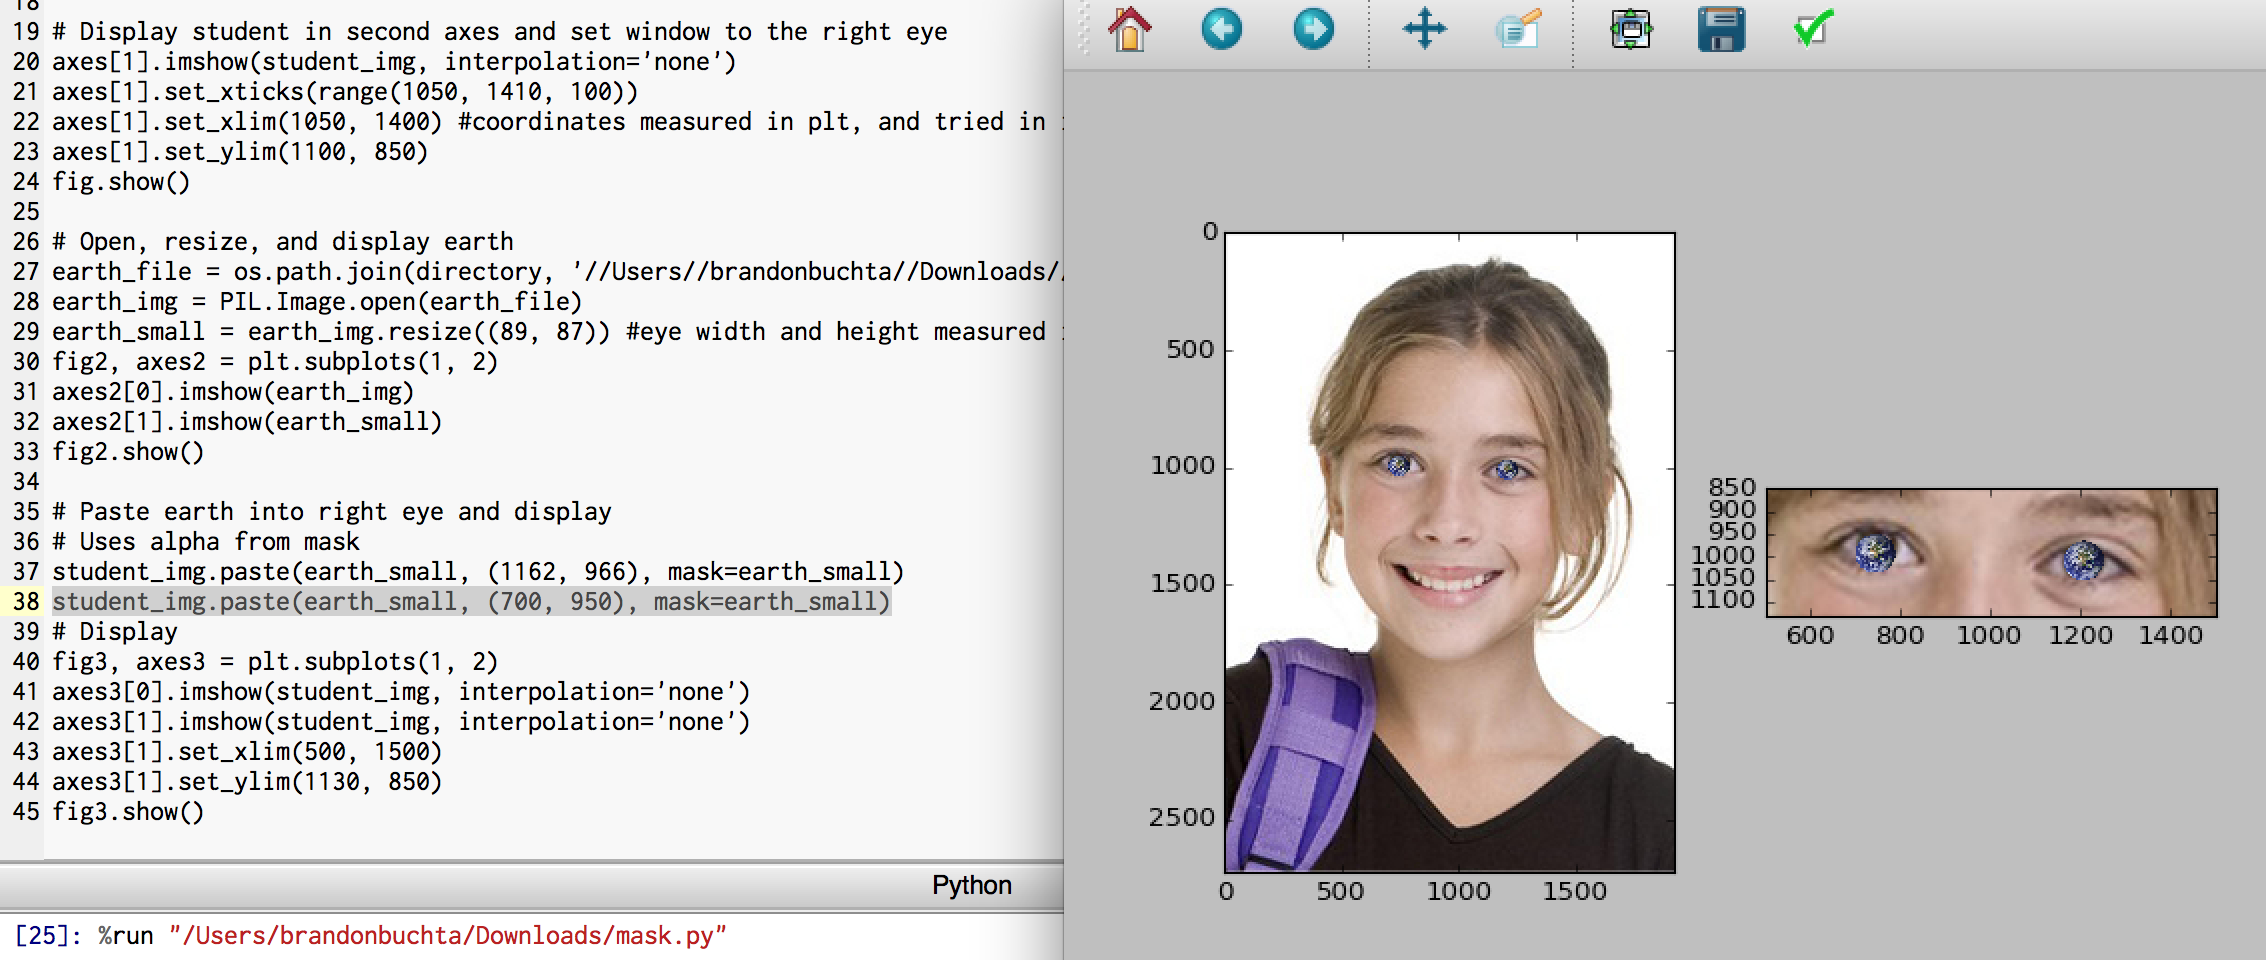 18
19 # Display student in second axes and set window to the right eye
20 axes[1].imshow(student_img, interpolation='none')
21 axes[1].set_xticks(range(1050, 1410, 100))
22 axes[1].set_xlim(1050, 1400) #coordinates measured in plt, and tried in
23 axes[1].set_ylim(1100, 850)
24 fig.show()
25
26 # Open, resize, and display earth
27 earth_file = os.path.join(directory, '//Users//brandonbuchta//Downloads/
28 earth_img = PIL.Image.open(earth_file)
29 earth_small = earth_img.resize((89, 87)) #eye width and height measured
30 fig2, axes2 = plt.subplots(1, 2)
31 axes2[0].imshow(earth_img)
32 axes2[1].imshow(earth_small)
33 fig2.show()
34
35 # Paste earth into right eye and display
36 # Uses alpha from mask
37 student_img.paste(earth_small, (1162, 966), mask=earth_small)
38 student_img.paste(earth_small, (700, 950), mask=earth_small)
39 # Display
40 fig3, axes3 = plt.subplots(1, 2)
41 axes3[0].imshow(student_img, interpolation='none')
42 axes3[1].imshow(student_img, interpolation='none')
43 axes3[1].set_xlim(500, 1500)
44 axes3[1].set_ylim(1130, 850)
45 fig3.show()
Python
[25]: %run "/Users/brandonbuchta/Downloads/mask.py"
0
500
1000
1500
2000
2500
0 500 1000 1500
850
900
950
1000
1050
1100
600 800 1000 1200 1400